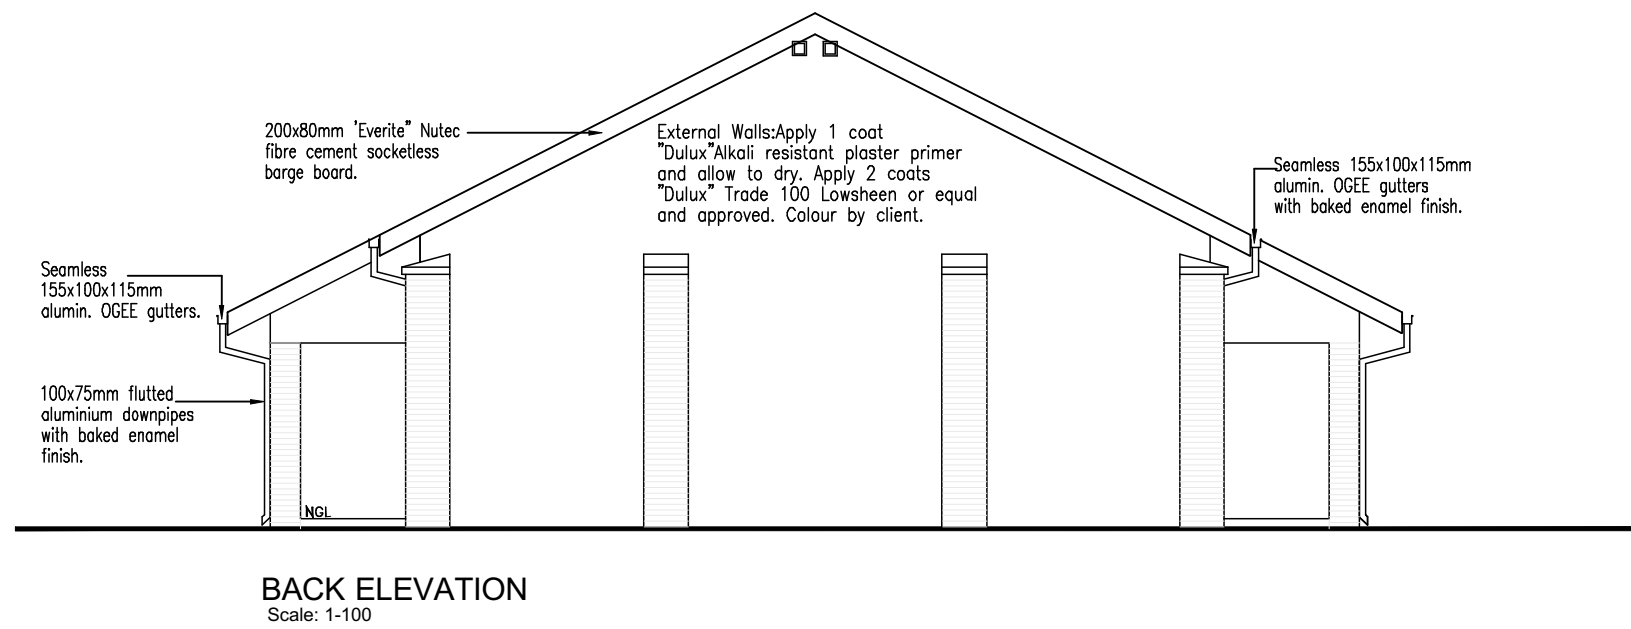 200x80mm 'Everite" Nutec
fibre cement socketless
barge board.
External Walls:Apply 1 coat
"Dulux"Alkali resistant plaster primer
and allow to dry. Apply 2 coats
"Dulux" Trade 100 Lowsheen or equal
and approved. Colour by client.
Seamless 155x100x115mm
alumin. OGEE gutters
with baked enamel finish.
Seamless
155x100x115mm
alumin. OGEE gutters.
100x75mm flutted
aluminium downpipes
with baked enamel
finish.
NGL
BACK ELEVATION
Scale: 1-100